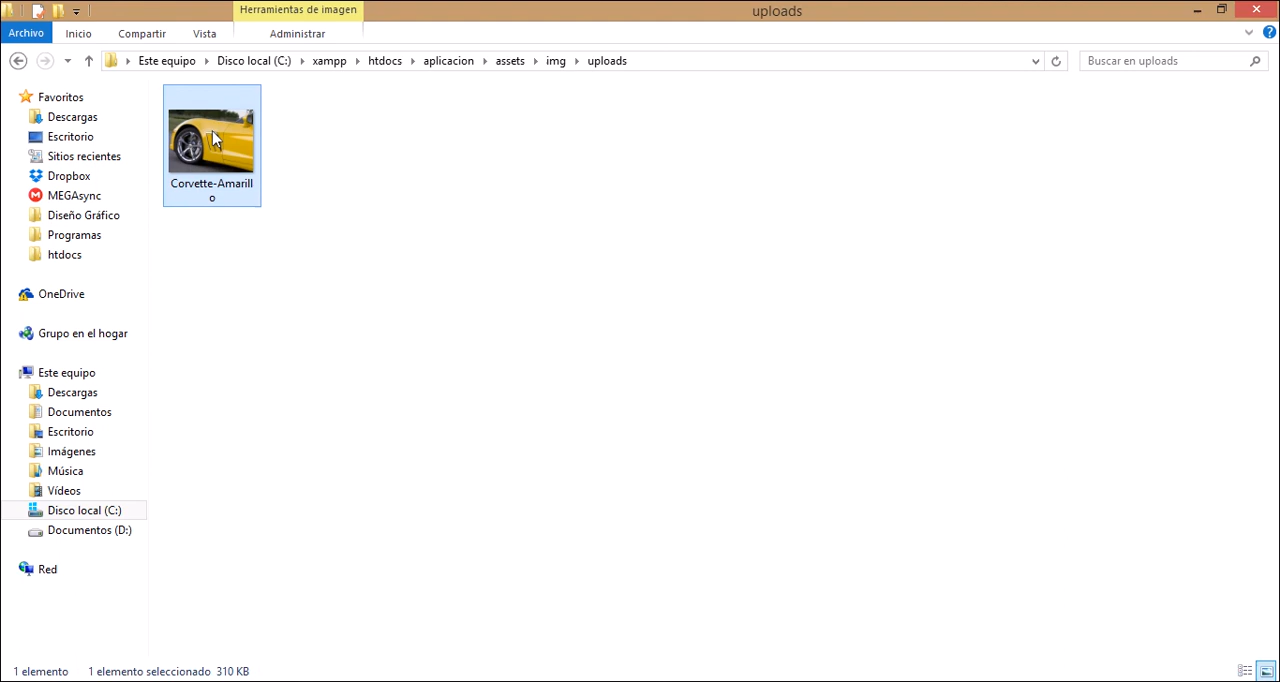 Herramientas de imagen
uploads
Archivo Inicio Compartir Vista Administrar
Este equipo Disco local (C:) xampp htdocs aplicacion assets img uploads
Buscar en uploads
Favoritos
Descargas
Escritorio
Sitios recientes
Dropbox
MEGAsync
Diseño Gráfico
Programas
htdocs
OneDrive
Grupo en el hogar
Este equipo
Descargas
Documentos
Escritorio
Imágenes
Música
Vídeos
Disco local (C:)
Documentos (D:)
Red
Corvette-Amarill
o
1 elemento 1 elemento seleccionado 310 KB